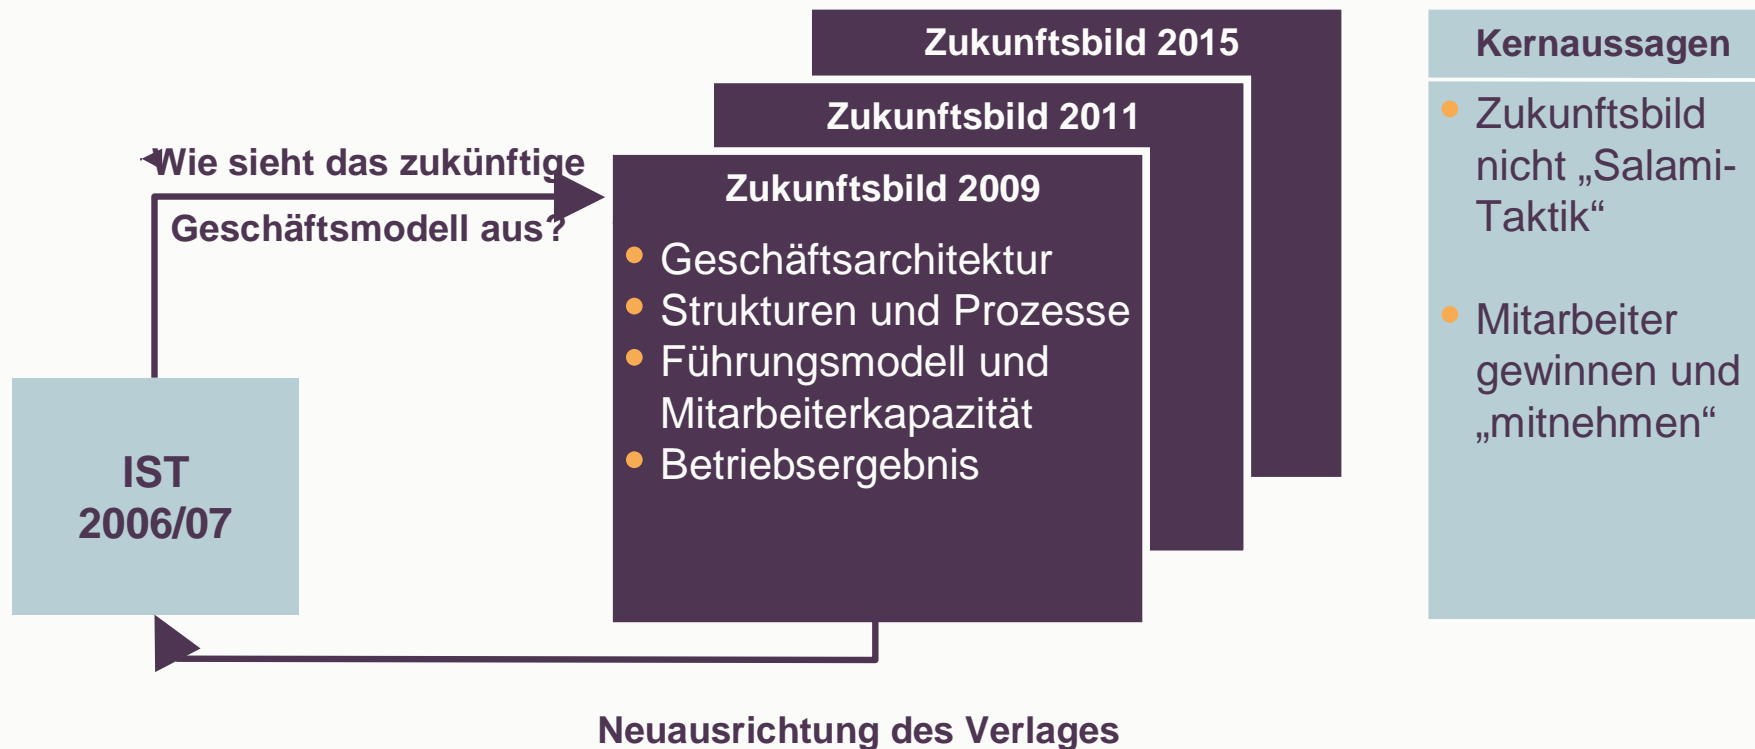 Zukunftsbild 2015
Zukunftsbild 2011
Wie sieht das zukünftige
Geschäftsmodell aus?
Zukunftsbild 2009
• Geschäftsarchitektur
• Strukturen und Prozesse
• Führungsmodell und
Mitarbeiterkapazität
• Betriebsergebnis
IST
2006/07
Neuausrichtung des Verlages
Kernaussagen
• Zukunftsbild
nicht „Salami-
Taktik“
• Mitarbeiter
gewinnen und
„mitnehmen“